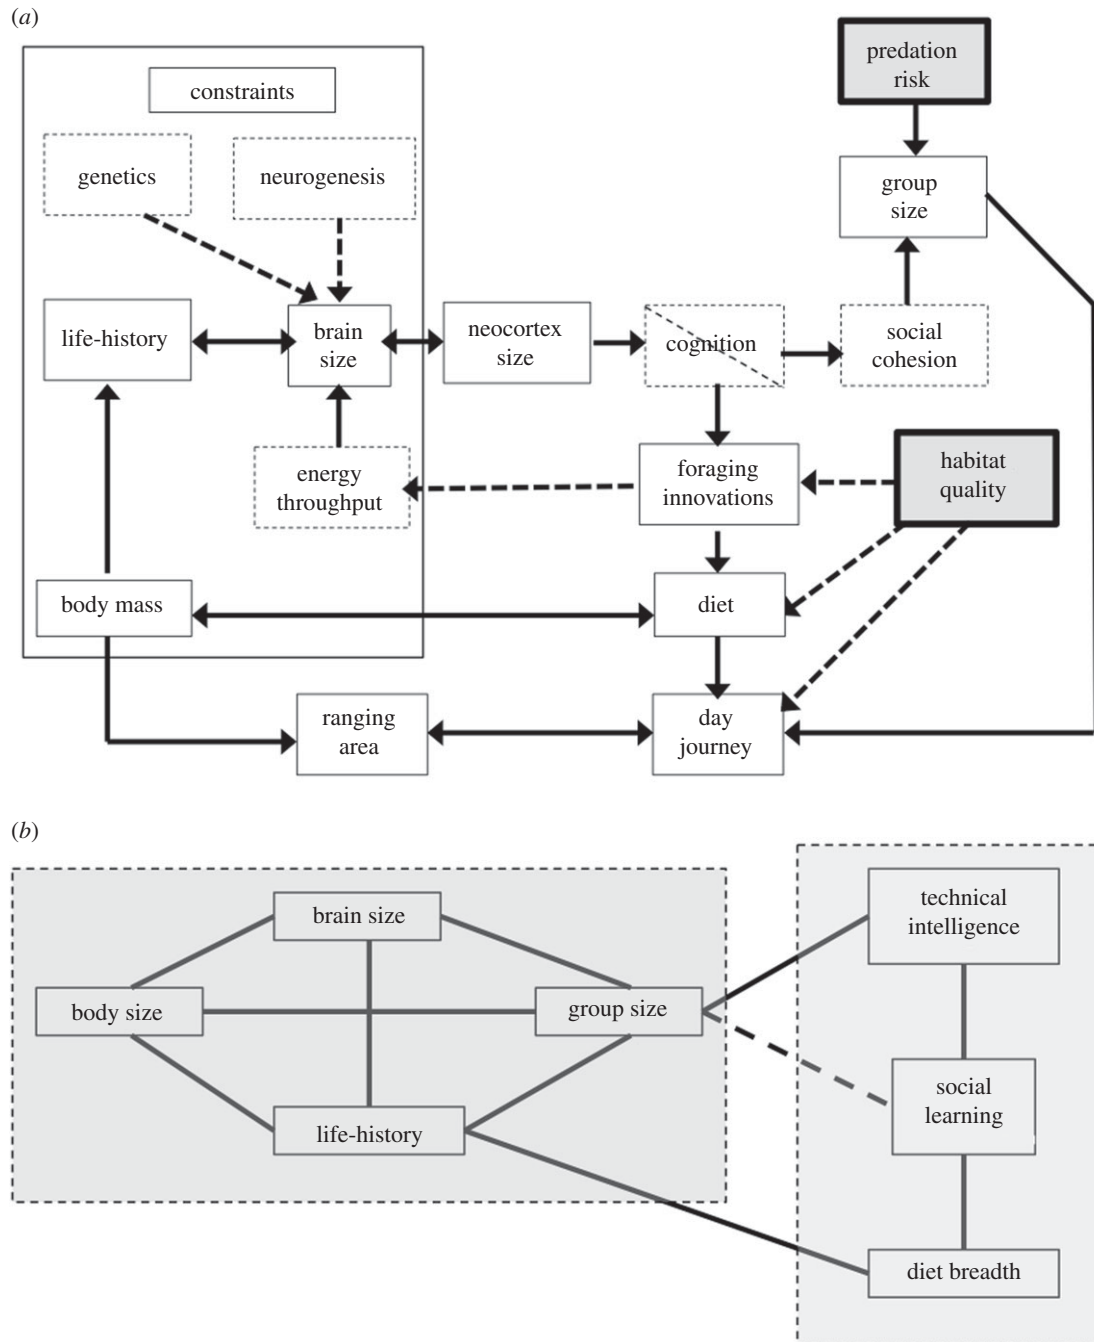 (a)
predation
risk
constraints
genetics
neurogenesis
group
size
life-history
brain
size
neocortex
size
cognition
social
cohesion
energy
throughput
foraging
innovations
habitat
quality
body mass
diet
ranging
area
day
journey
(b)
brain size
technical
intelligence
body size
group size
social
learning
life-history
diet breadth